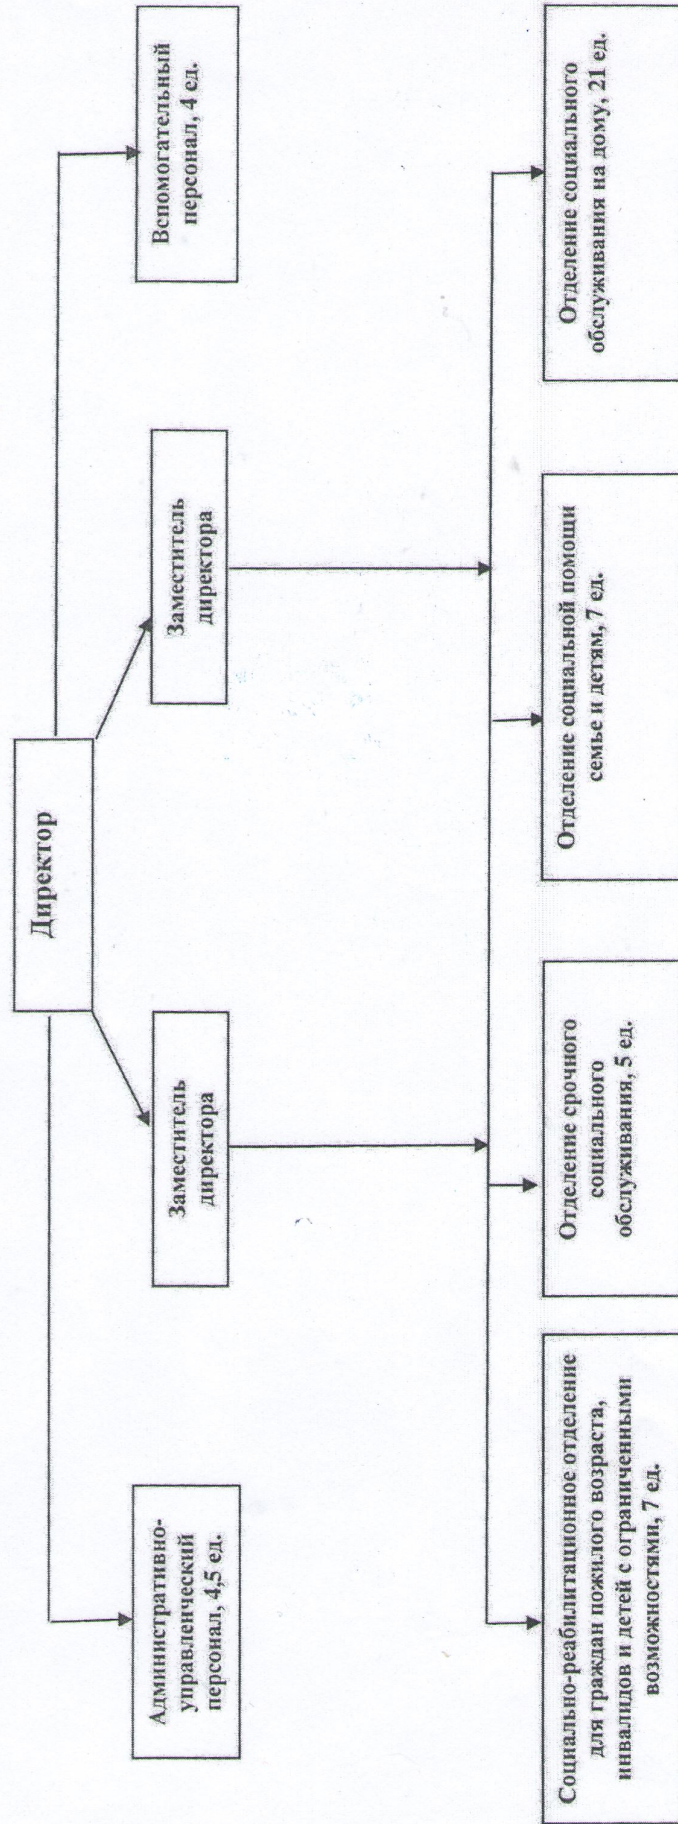 Директор
Административно-
управленческий
персонал, 4,5 ед.
Заместитель
директора
Заместитель
директора
Вспомогательный
персонал, 4 ед.
Социально-реабилитационное отделение
для граждан пожилого возраста,
инвалидов и детей с ограниченными
возможностями, 7 ед.
Отделение срочного
социального
обслуживания, 5 ед.
Отделение социальной помощи
семье и детям, 7 ед.
Отделение социального
обслуживания на дому, 21 ед.